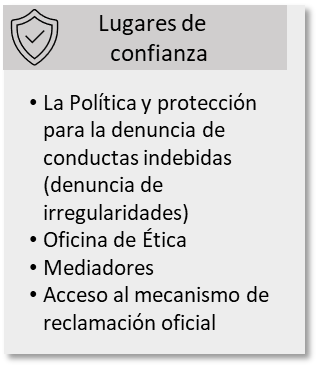 Lugares de
confianza
• La Política y protección
para la denuncia de
conductas indebidas
(denuncia de
irregularidades)
• Oficina de Ética
• Mediadores
• Acceso al mecanismo de
reclamación oficial